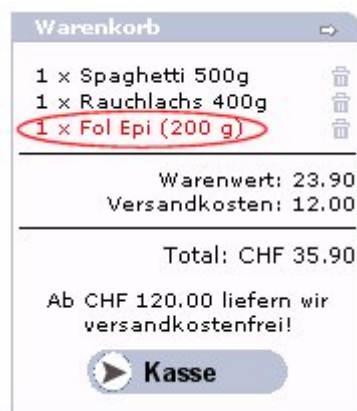 Warenkorb
1 x Spaghetti 500g
1 x Rauchlachs 400g
1 x Fol Epi (200 g)
Warenwert: 23.90
Versandkosten: 12.00
Total: CHF 35.90
Ab CHF 120.00 liefern wir
versandkostenfrei!
Kasse